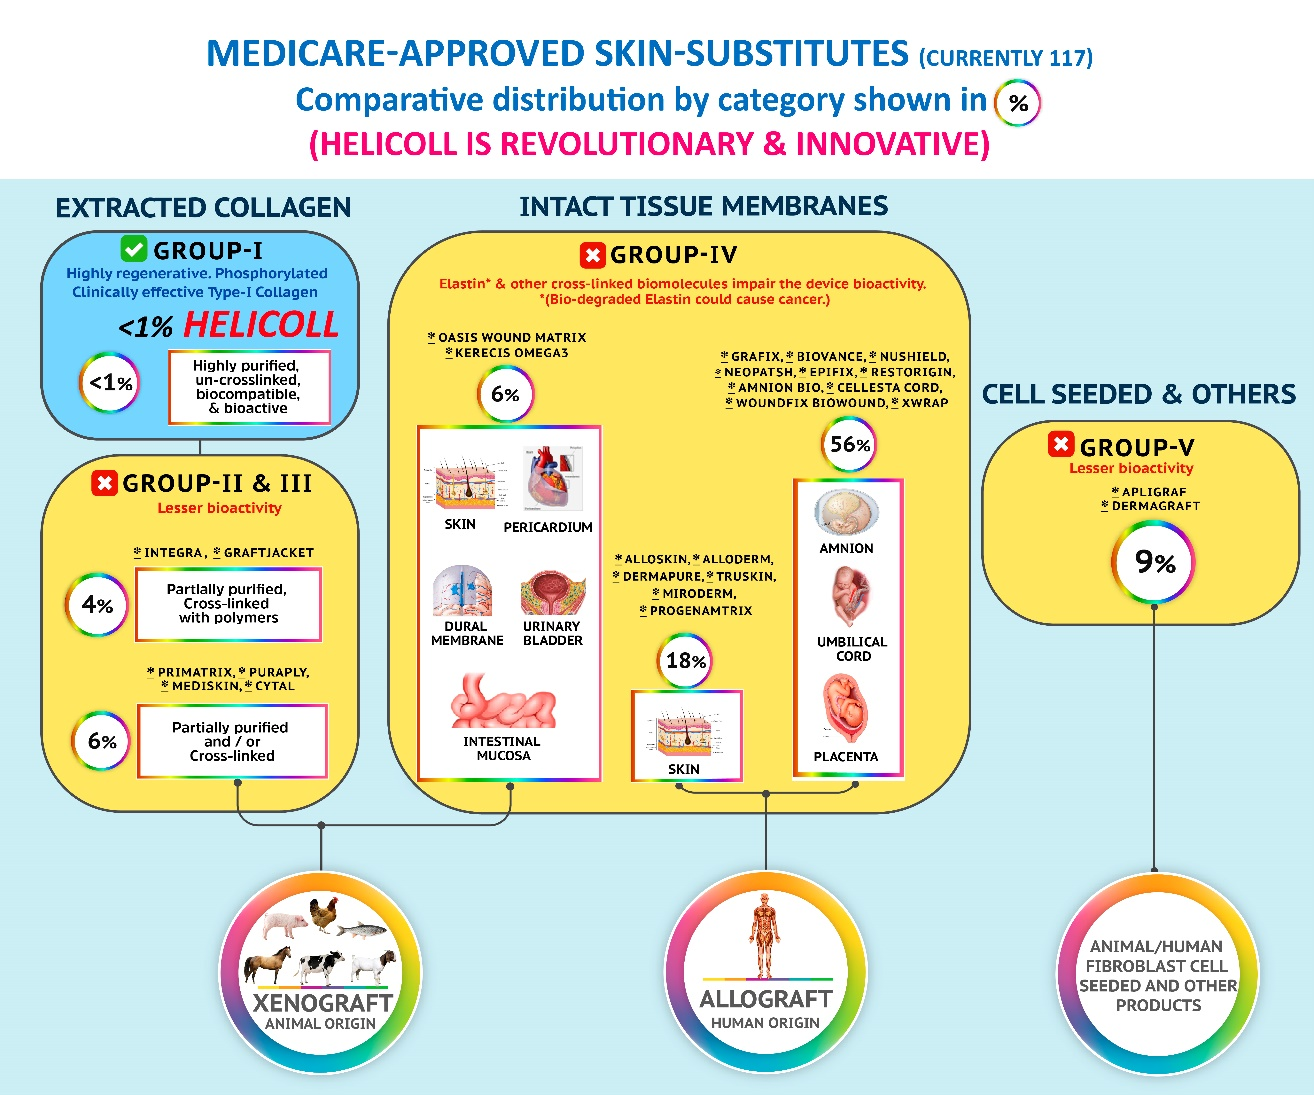 MEDICARE-APPROVED SKIN-SUBSTITUTES (CURRENTLY 117)
Comparative distribution by category shown in %
(HELICOLL IS REVOLUTIONARY & INNOVATIVE)
EXTRACTED COLLAGEN
GROUP-I
Highly regenerative. Phosphorylated
Clinically effective Type-I Collagen
<1% HELICOLL
<1%
Highly purified,
un-crosslinked,
biocompatible,
& bioactive
GROUP-II & III
Lesser bioactivity
* INTEGRA, * GRAFTJACKET
4%
Partially purified,
Cross-linked
with polymers
* PRIMATRIX, * PURAPLY,
* MEDISKIN, * CYTAL
6%
Partially purified
and / or
Cross-linked
INTACT TISSUE MEMBRANES
GROUP-IV
Elastin* & other cross-linked biomolecules impair the device bioactivity.
*(Bio-degraded Elastin could cause cancer.)
* OASIS WOUND MATRIX
* KERECIS OMEGA3
6%
SKIN
PERICARDIUM
DURAL
MEMBRANE
URINARY
BLADDER
INTESTINAL
MUCOSA
* ALLOSKIN, * ALLODERM,
* DERMAPURE, * TRUSKIN,
* MIRODERM,
* PROGENAMTRIX
18%
SKIN
* GRAFIX, * BIOVANCE, * NUSHIELD,
* NEOPATSH, * EPIFIX, * RESTORIGIN,
* AMNION BIO, * CELLESTA CORD,
* WOUNDFIX BIOWOUND, * XWRAP
56%
AMNION
UMBILICAL
CORD
PLACENTA
CELL SEEDED & OTHERS
GROUP-V
Lesser bioactivity
* APLIGRAF
* DERMAGRAFT
9%
XENOGRAFT
ANIMAL ORIGIN
ALLOGRAFT
HUMAN ORIGIN
ANIMAL/HUMAN
FIBROBLAST CELL
SEEDED AND OTHER
PRODUCTS